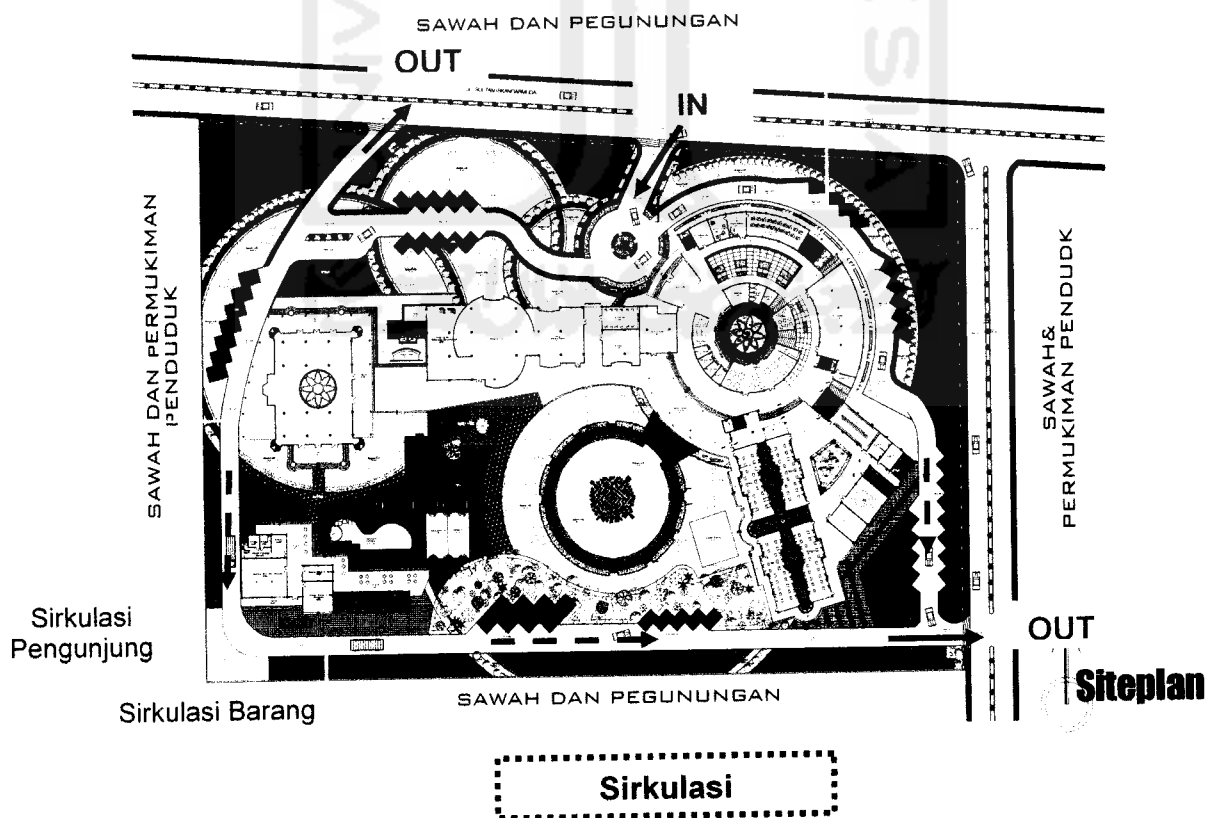 SAWAH DAN PEGUNUNGAN
OUT
IN
SAWAH DAN PERMUKIMAN
PENDUDUK
SAWAH&
PERMUKIMAN PENDUDK
Sirkulasi
Pengunjung
OUT
Siteplan
SAWAH DAN PEGUNUNGAN
Sirkulasi Barang
Sirkulasi